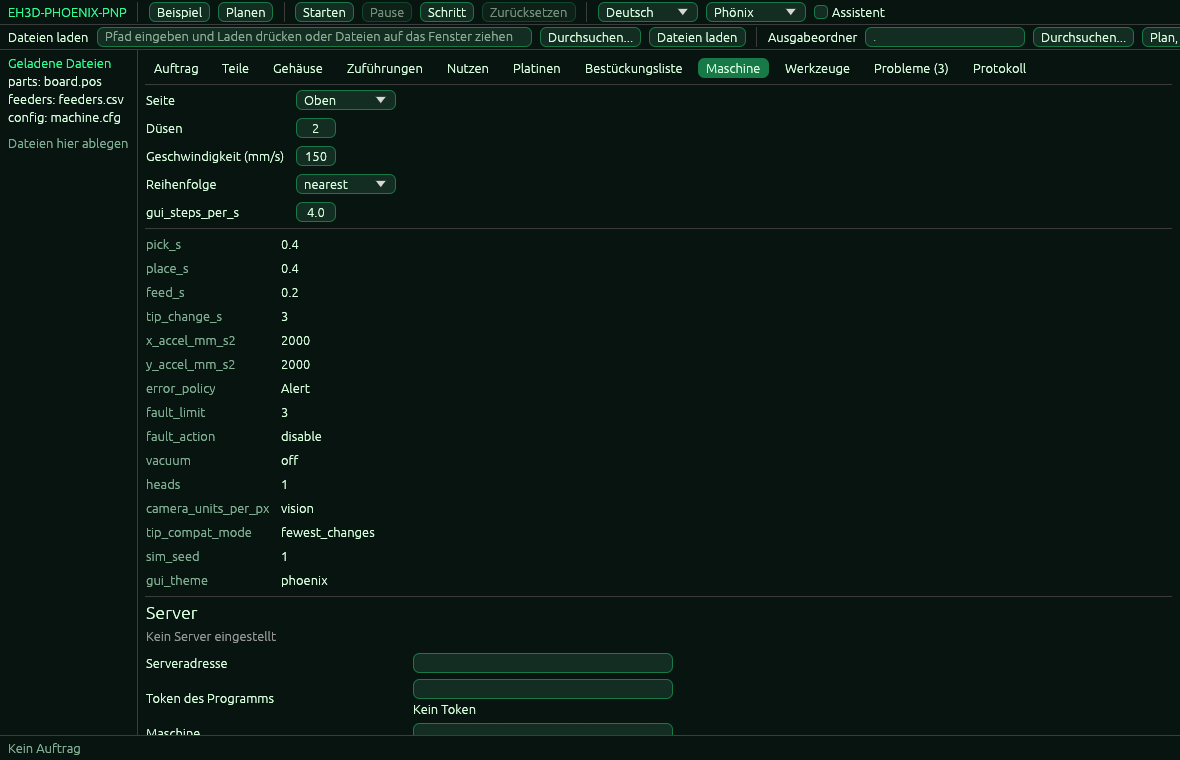 EH3D-PHOENIX-PNP Beispiel Planen Starten Pause Schritt Zurücksetzen Deutsch Phönix Assistent
Dateien laden Pfad eingeben und Laden drücken oder Dateien auf das Fenster ziehen Durchsuchen... Dateien laden Ausgabeordner . Durchsuchen... Plan,
Geladene Dateien
parts: board.pos
feeders: feeders.csv
config: machine.cfg
Dateien hier ablegen
Auftrag Teile Gehäuse Zuführungen Nutzen Platinen Bestückungsliste Maschine Werkzeuge Probleme (3) Protokoll
Seite Oben
Düsen 2
Geschwindigkeit (mm/s) 150
Reihenfolge nearest
gui_steps_per_s 4.0
pick_s 0.4
place_s 0.4
feed_s 0.2
tip_change_s 3
x_accel_mm_s2 2000
y_accel_mm_s2 2000
error_policy Alert
fault_limit 3
fault_action disable
vacuum off
heads 1
camera_units_per_px vision
tip_compat_mode fewest_changes
sim_seed 1
gui_theme phoenix
Server
Kein Server eingestellt
Serveradresse
Token des Programms
Kein Token
Maschine
Kein Auftrag